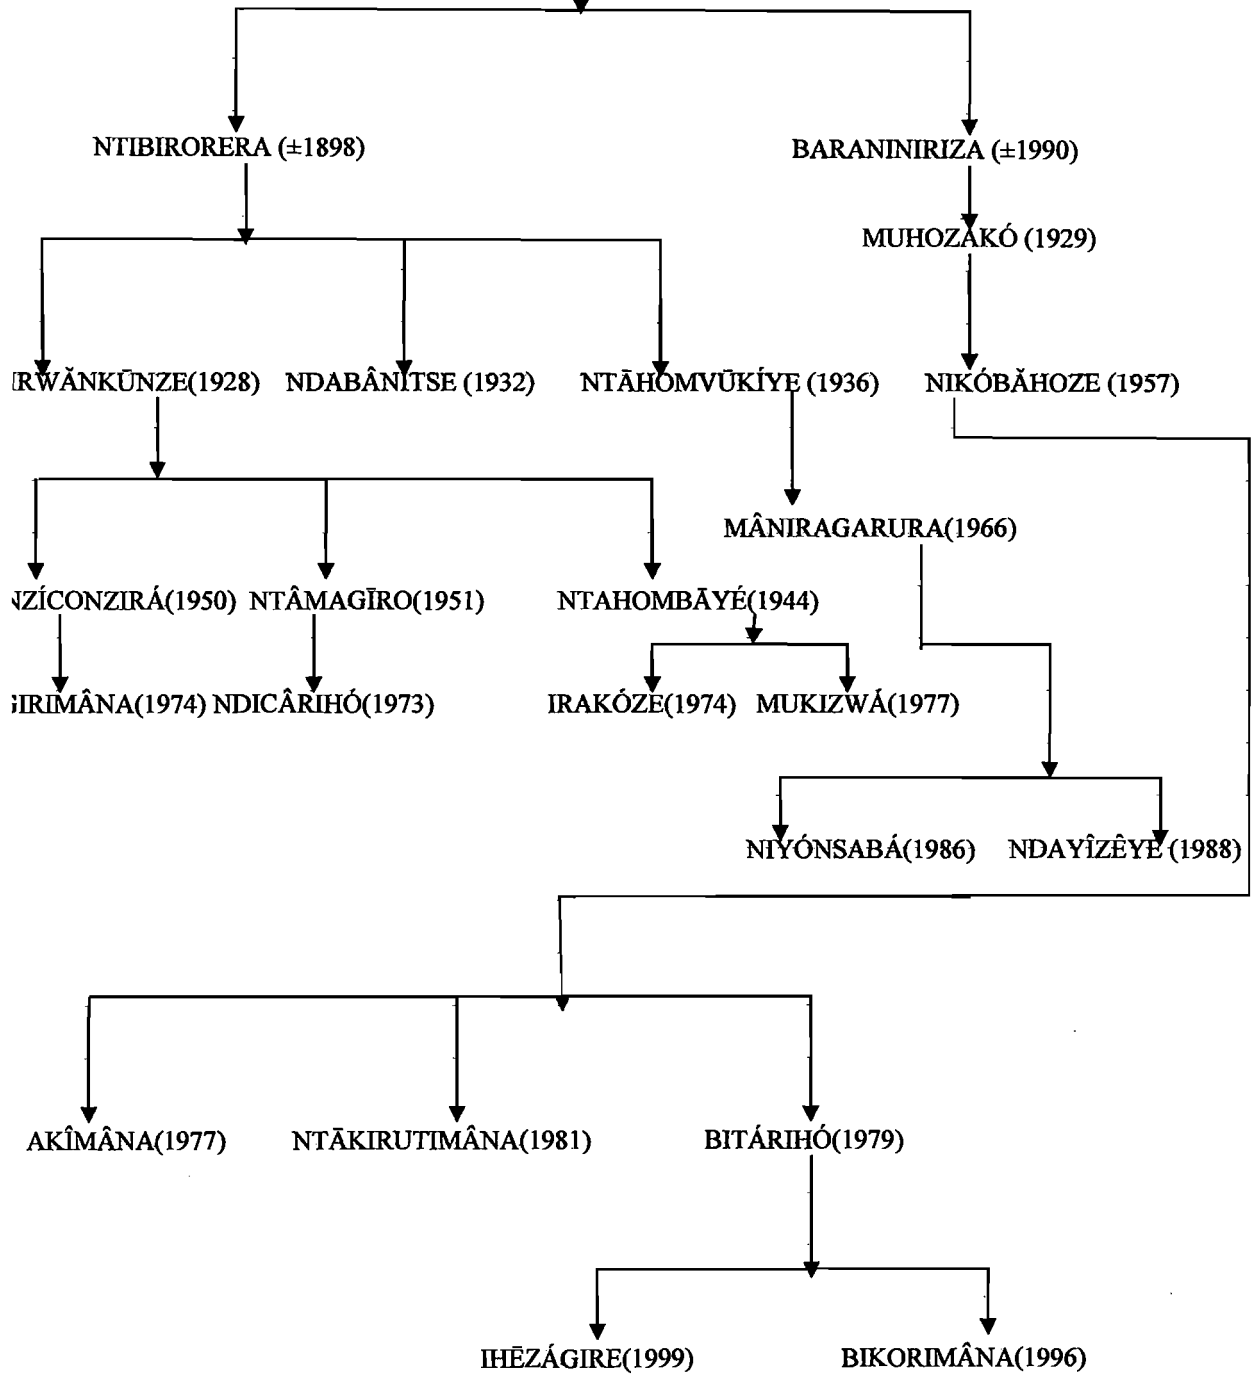 NTIBIRORERA (±1898) BARANINIRIZA (±1990)
MUHOZAKÓ (1929)
RWĂNKŪNZE(1928) NDABÂNITSE (1932) NTĀHOMVŪKÍYE (1936) NIKÓBĂHOZE (1957)
MÂNIRAGARURA(1966)
NZÍCONZIRÁ(1950) NTÂMAGĪRO(1951) NTAHOMBĀYÉ(1944)
GIRIMÂNA(1974) NDICÂRIHÓ(1973) IRAKÓZE(1974) MUKIZWÁ(1977)
NIYÓNSABÁ(1986) NDAYÎZÊYE (1988)
AKÎMÂNA(1977) NTĀKIRUTIMÂNA(1981) BITÁRIHÓ(1979)
IHĒZÁGIRE(1999) BIKORIMÂNA(1996)